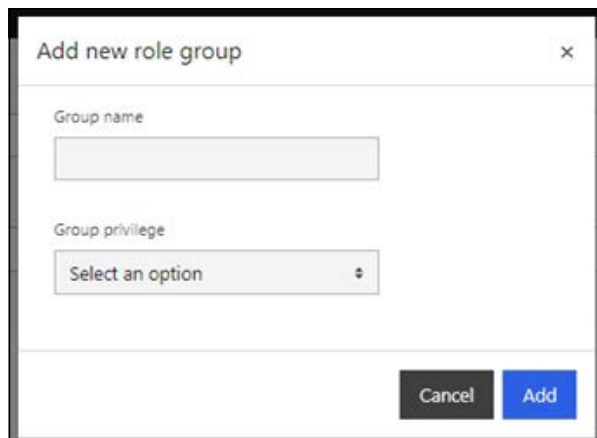 Add new role group
×
Group name
Group privilege
Select an option
Cancel Add